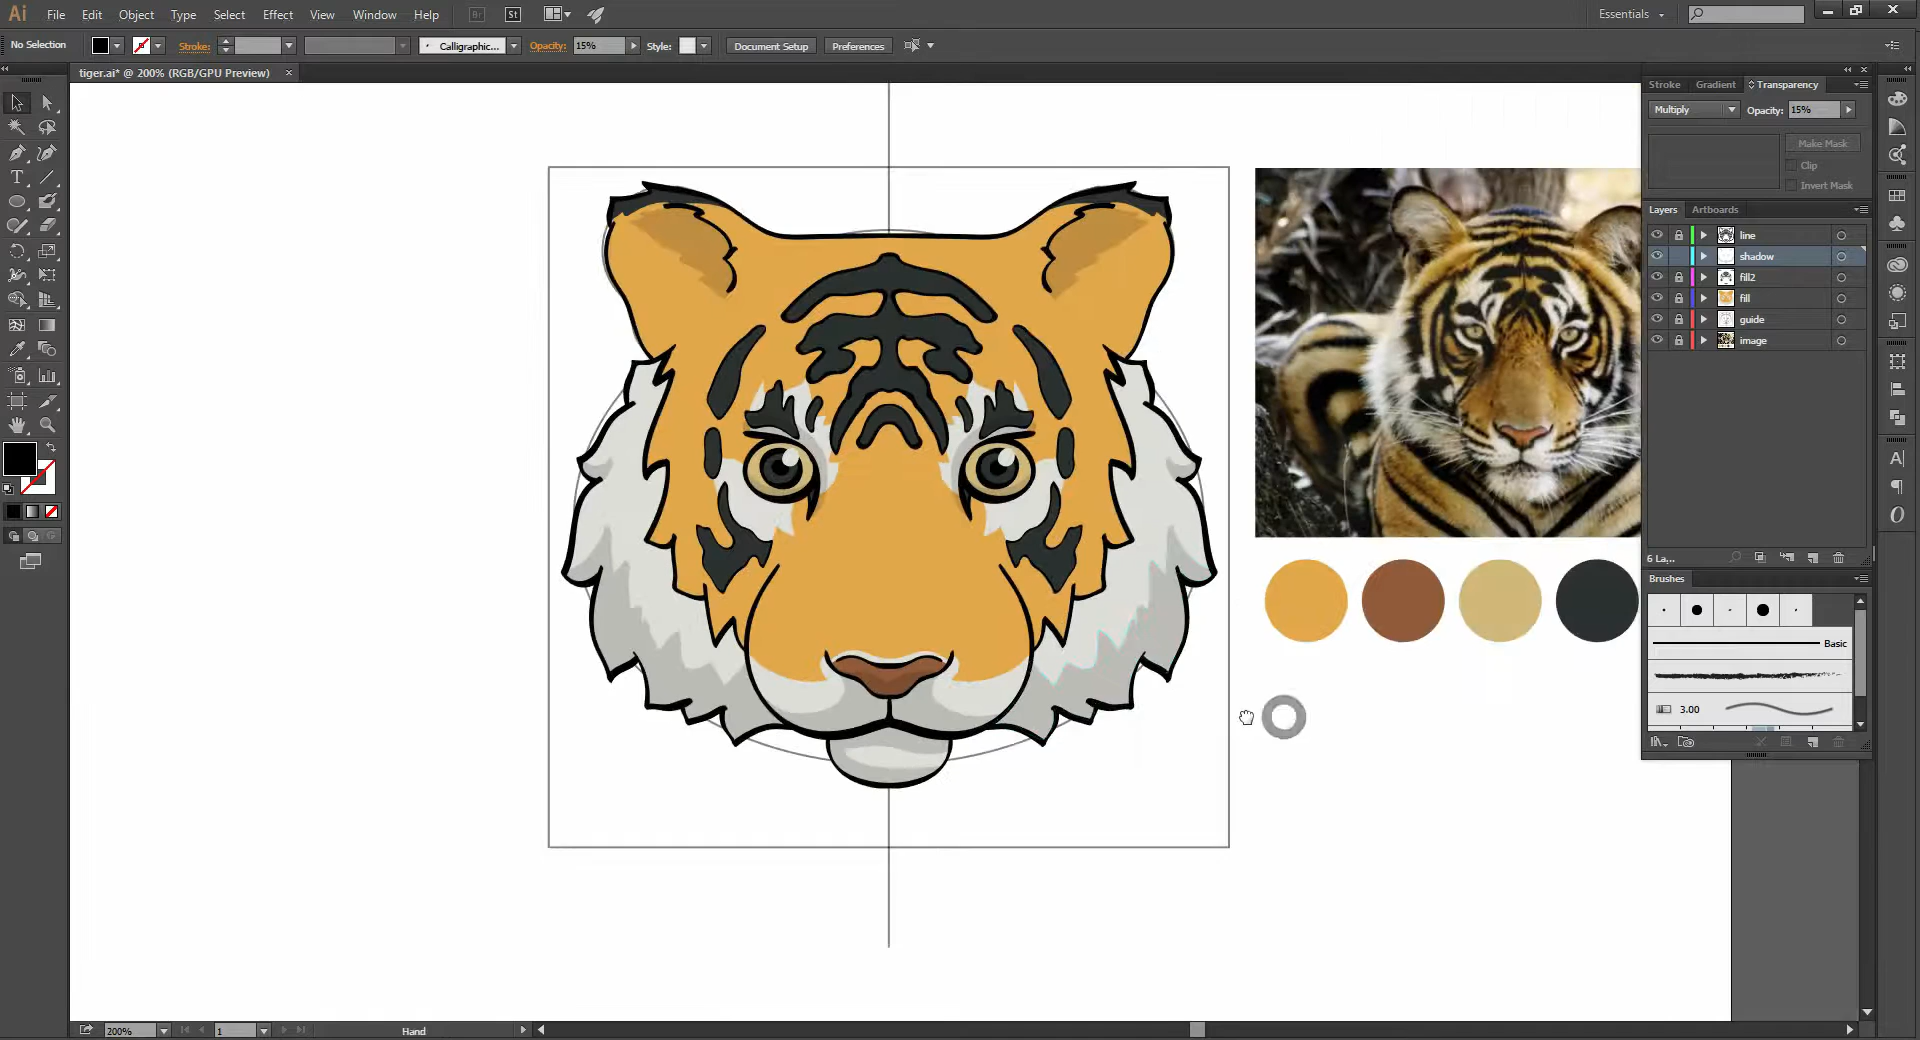 Ai File Edit Object Type Select Effect View Window Help Br St Essentials
No Selection Stroke: Calligraphic... Opacity: 15% Style: Document Setup Preferences
tiger.ai* @ 200% (RGB/GPU Preview)
Stroke Gradient Transparency
Multiply Opacity: 15%
Make Mask
Clip
Invert Mask
Layers Artboards
line
shadow
fill2
fill
guide
image
6 La...
Brushes
Basic
3.00
200% 1 Hand